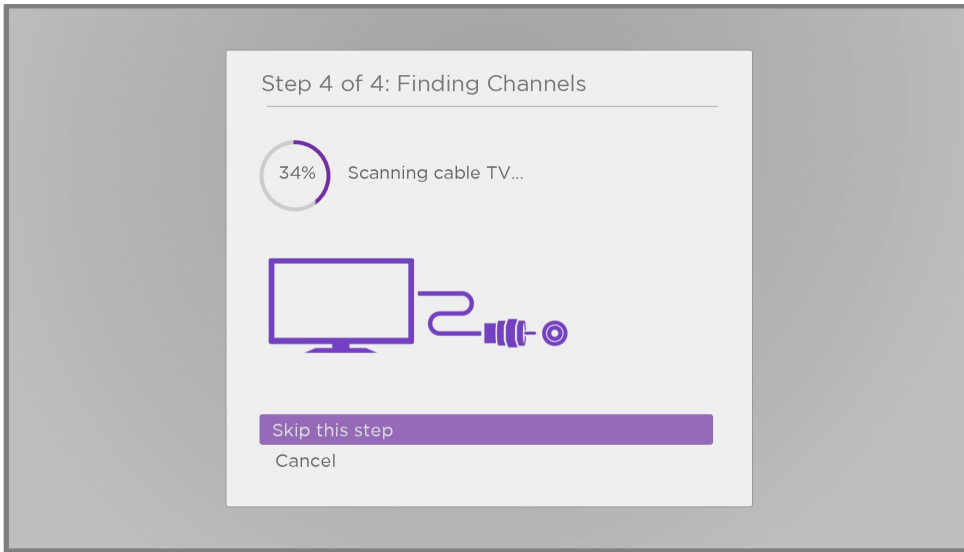 Step 4 of 4: Finding Channels
34%
Scanning cable TV...
Skip this step
Cancel